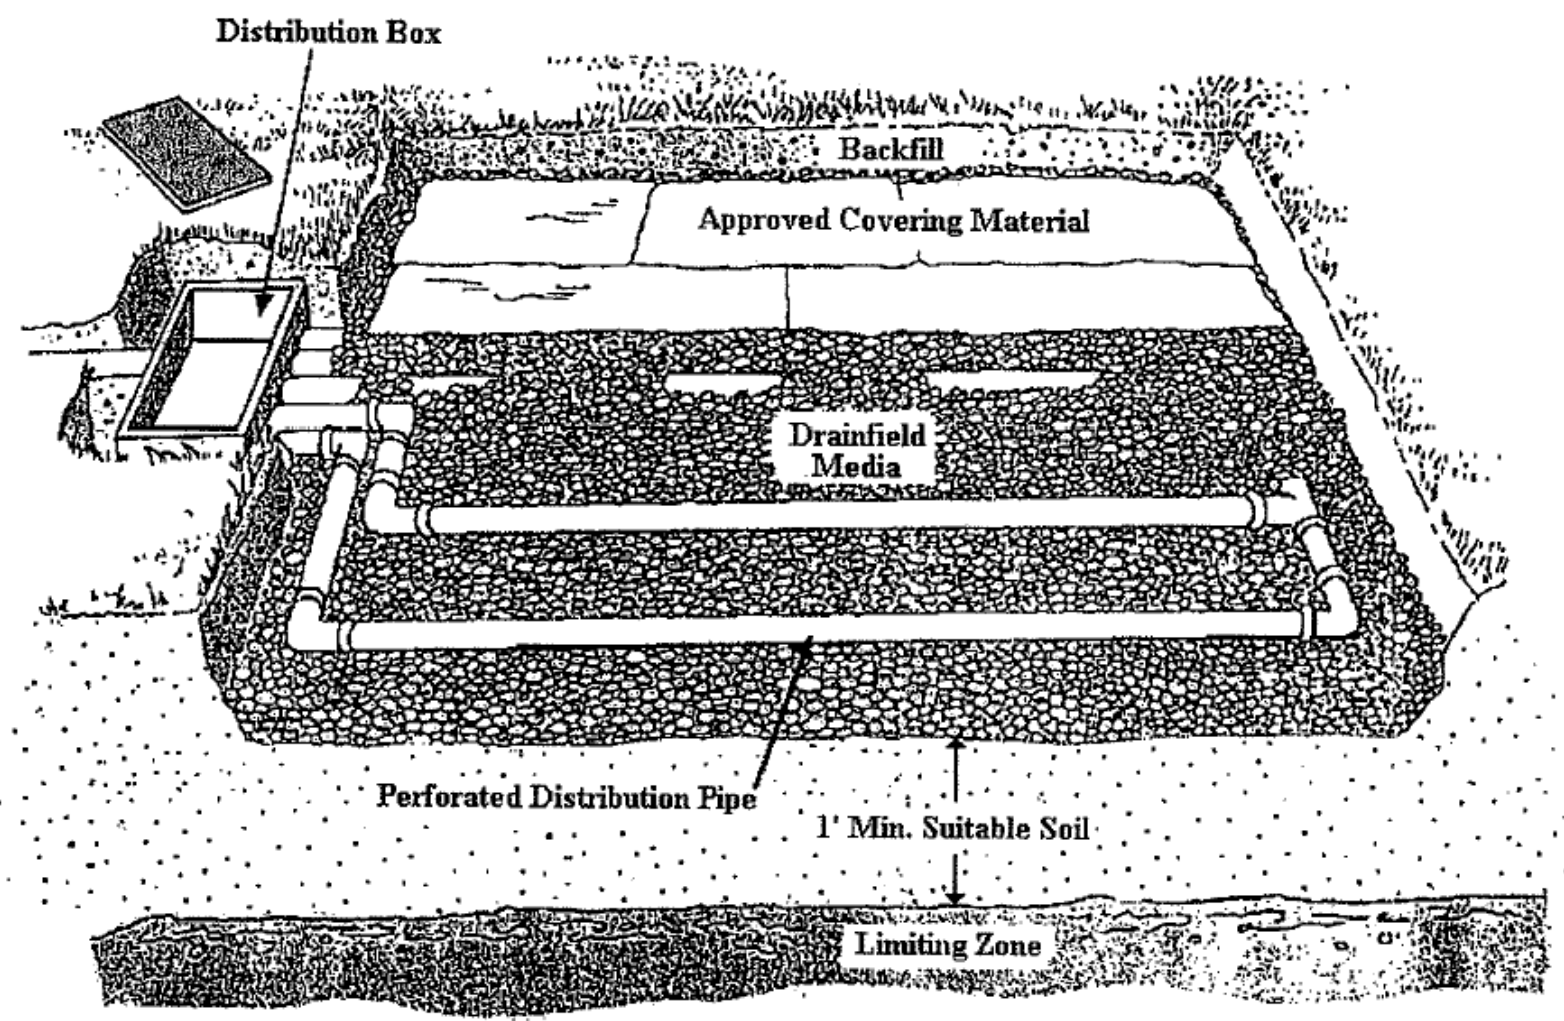 Distribution Box
Backfill
Approved Covering Material
Drainfield
Media
Perforated Distribution Pipe
1' Min. Suitable Soil
Limiting Zone